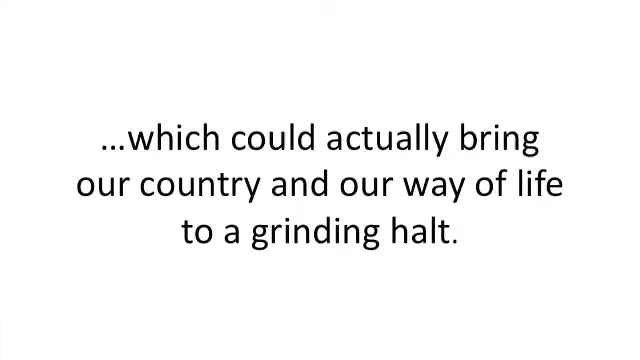 …which could actually bring
our country and our way of life
to a grinding halt.